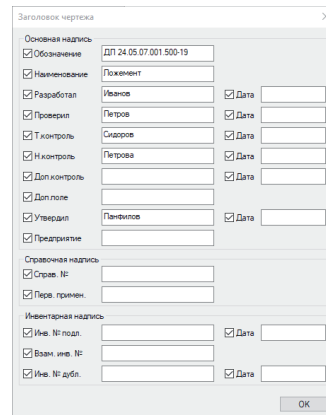 Заголовок чертежа
Основная надпись
Обозначение ДП 24.05.07.001.500-19
Наименование Ложемент
Разработал Иванов Дата
Проверил Петров Дата
Т.контроль Сидоров Дата
Н.контроль Петрова Дата
Доп.контроль Дата
Доп.поле
Утвердил Панфилов Дата
Предприятие
Справочная надпись
Справ. №
Перв. примен.
Инвентарная надпись
Инв. № подл. Дата
Взам. инв. №
Инв. № дубл. Дата
OK